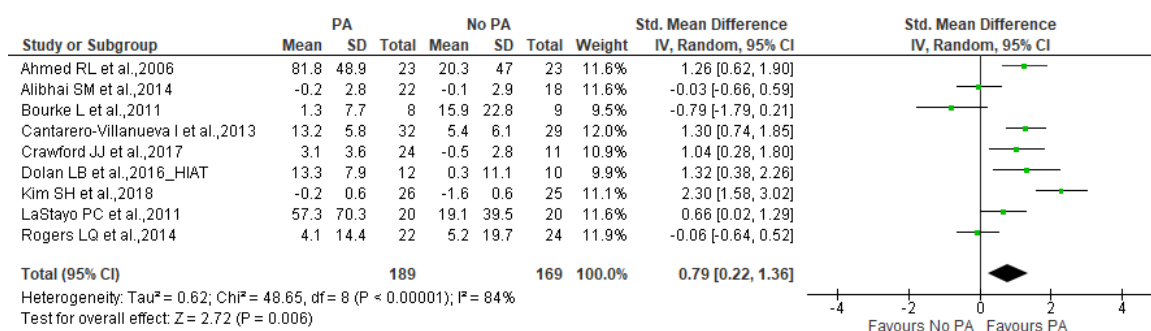 PA No PA Std. Mean Difference Std. Mean Difference
Study or Subgroup Mean SD Total Mean SD Total Weight IV, Random, 95% CI IV, Random, 95% CI
Ahmed RL et al.,2006 81.8 48.9 23 20.3 47 23 11.6% 1.26 [0.62, 1.90]
Alibhai SM et al.,2014 -0.2 2.8 22 -0.1 2.9 18 11.6% -0.03 [-0.66, 0.59]
Bourke L et al.,2011 1.3 7.7 8 15.9 22.8 9 9.5% -0.79 [-1.79, 0.21]
Cantarero-Villanueva I et al.,2013 13.2 5.8 32 5.4 6.1 29 12.0% 1.30 [0.74, 1.85]
Crawford JJ et al.,2017 3.1 3.6 24 -0.5 2.8 11 10.9% 1.04 [0.28, 1.80]
Dolan LB et al.,2016_HIAT 13.3 7.9 12 0.3 11.1 10 9.9% 1.32 [0.38, 2.26]
Kim SH et al.,2018 -0.2 0.6 26 -1.6 0.6 25 11.1% 2.30 [1.58, 3.02]
LaStayo PC et al.,2011 57.3 70.3 20 19.1 39.5 20 11.6% 0.66 [0.02, 1.29]
Rogers LQ et al.,2014 4.1 14.4 22 5.2 19.7 24 11.9% -0.06 [-0.64, 0.52]
Total (95% CI) 189 169 100.0% 0.79 [0.22, 1.36]
Heterogeneity: Tau² = 0.62; Chi² = 48.65, df = 8 (P < 0.00001); I² = 84%
Test for overall effect: Z = 2.72 (P = 0.006)
-4 -2 0 2 4
Favours No PA Favours PA